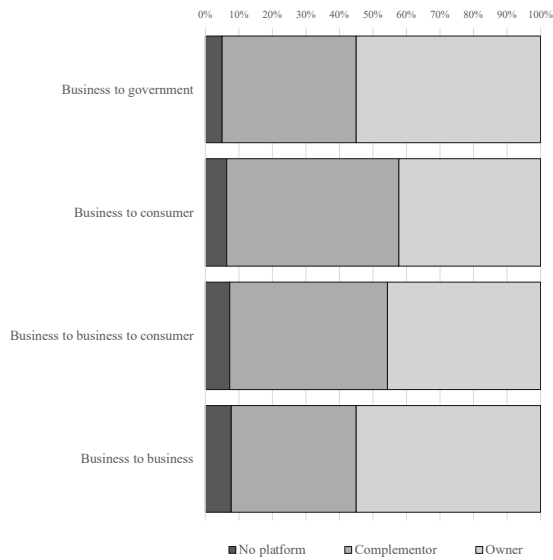 0% 10% 20% 30% 40% 50% 60% 70% 80% 90% 100%
Business to government
Business to consumer
Business to business to consumer
Business to business
No platform Complementor Owner